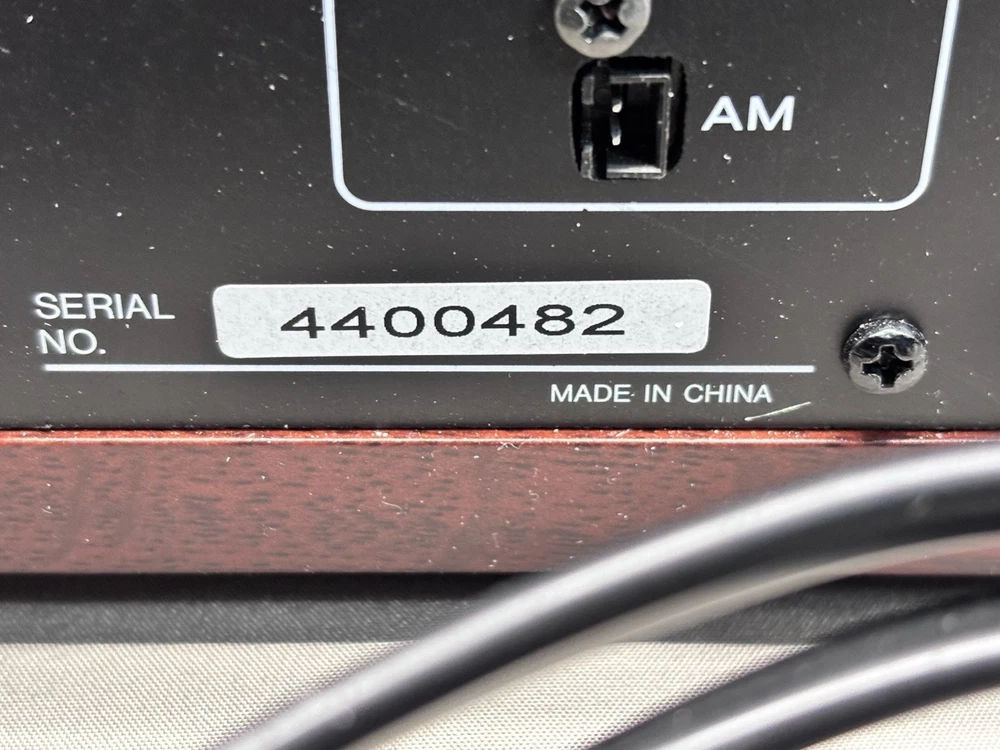 AM
SERIAL
NO.
4400482
MADE IN CHINA